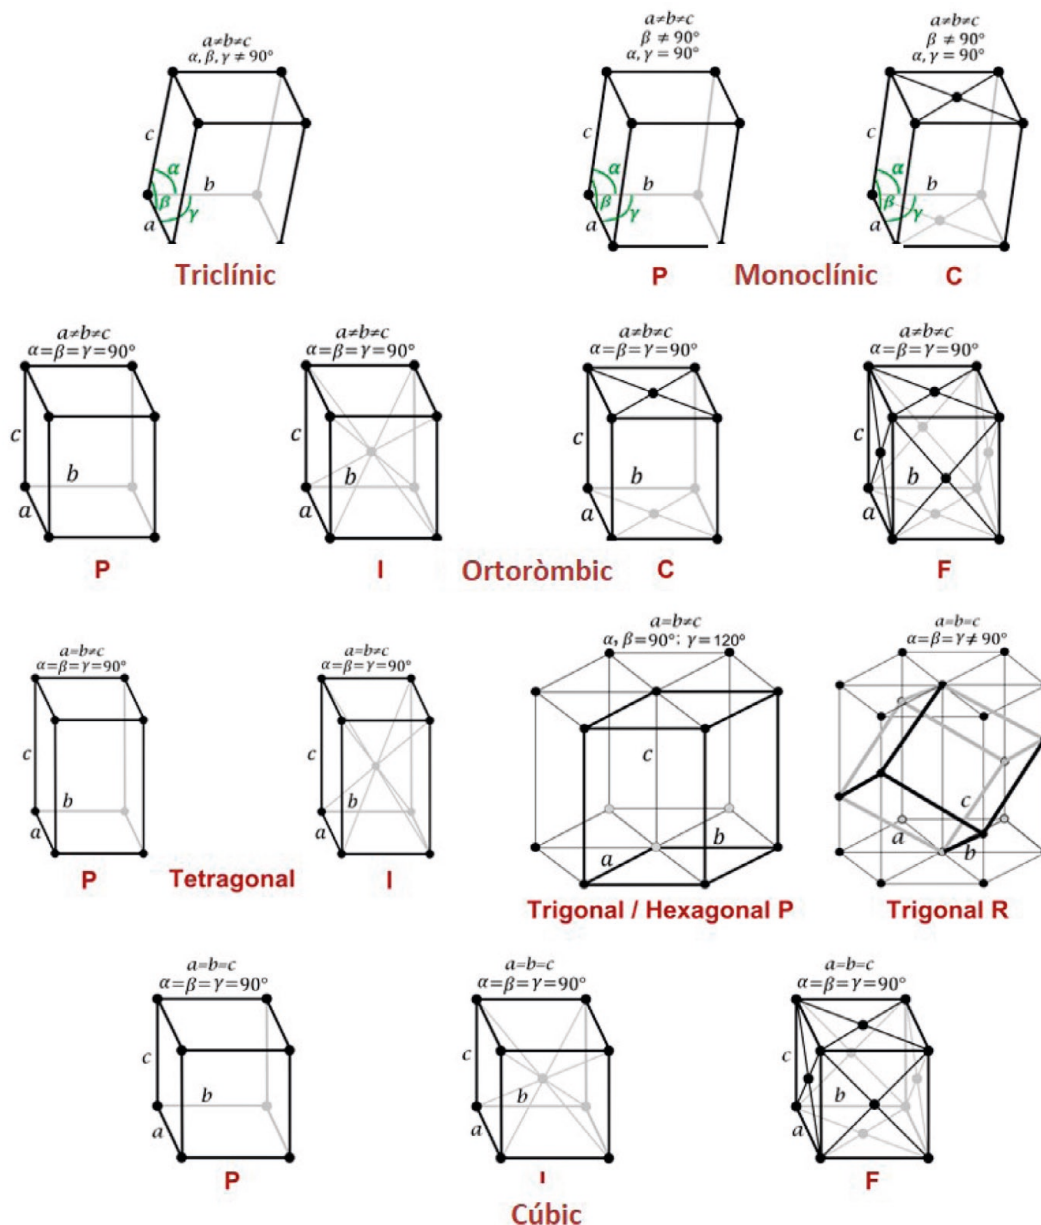 a≠b≠c
α, β, γ ≠ 90°
c
α
b
β
γ
a
Triclínic
a≠b≠c
β ≠ 90°
α, γ = 90°
c
α
b
β
γ
a
P
Monoclínic
a≠b≠c
β ≠ 90°
α, γ = 90°
c
α
b
β
γ
a
C
a≠b≠c
α=β=γ=90°
c
b
a
P
a≠b≠c
α=β=γ=90°
c
b
a
I
Ortoròmbic
a≠b≠c
α=β=γ=90°
c
b
a
C
a≠b≠c
α=β=γ=90°
c
b
a
F
a=b≠c
α=β=γ=90°
c
b
a
P
Tetragonal
a=b≠c
α=β=γ=90°
c
b
a
I
a=b≠c
α, β=90°; γ=120°
c
a
b
Trigonal / Hexagonal P
a=b=c
α=β=γ≠90°
c
a
b
Trigonal R
a=b=c
α=β=γ=90°
c
b
a
P
a=b=c
α=β=γ=90°
c
b
a
I
a=b=c
α=β=γ=90°
c
b
a
F
Cúbic